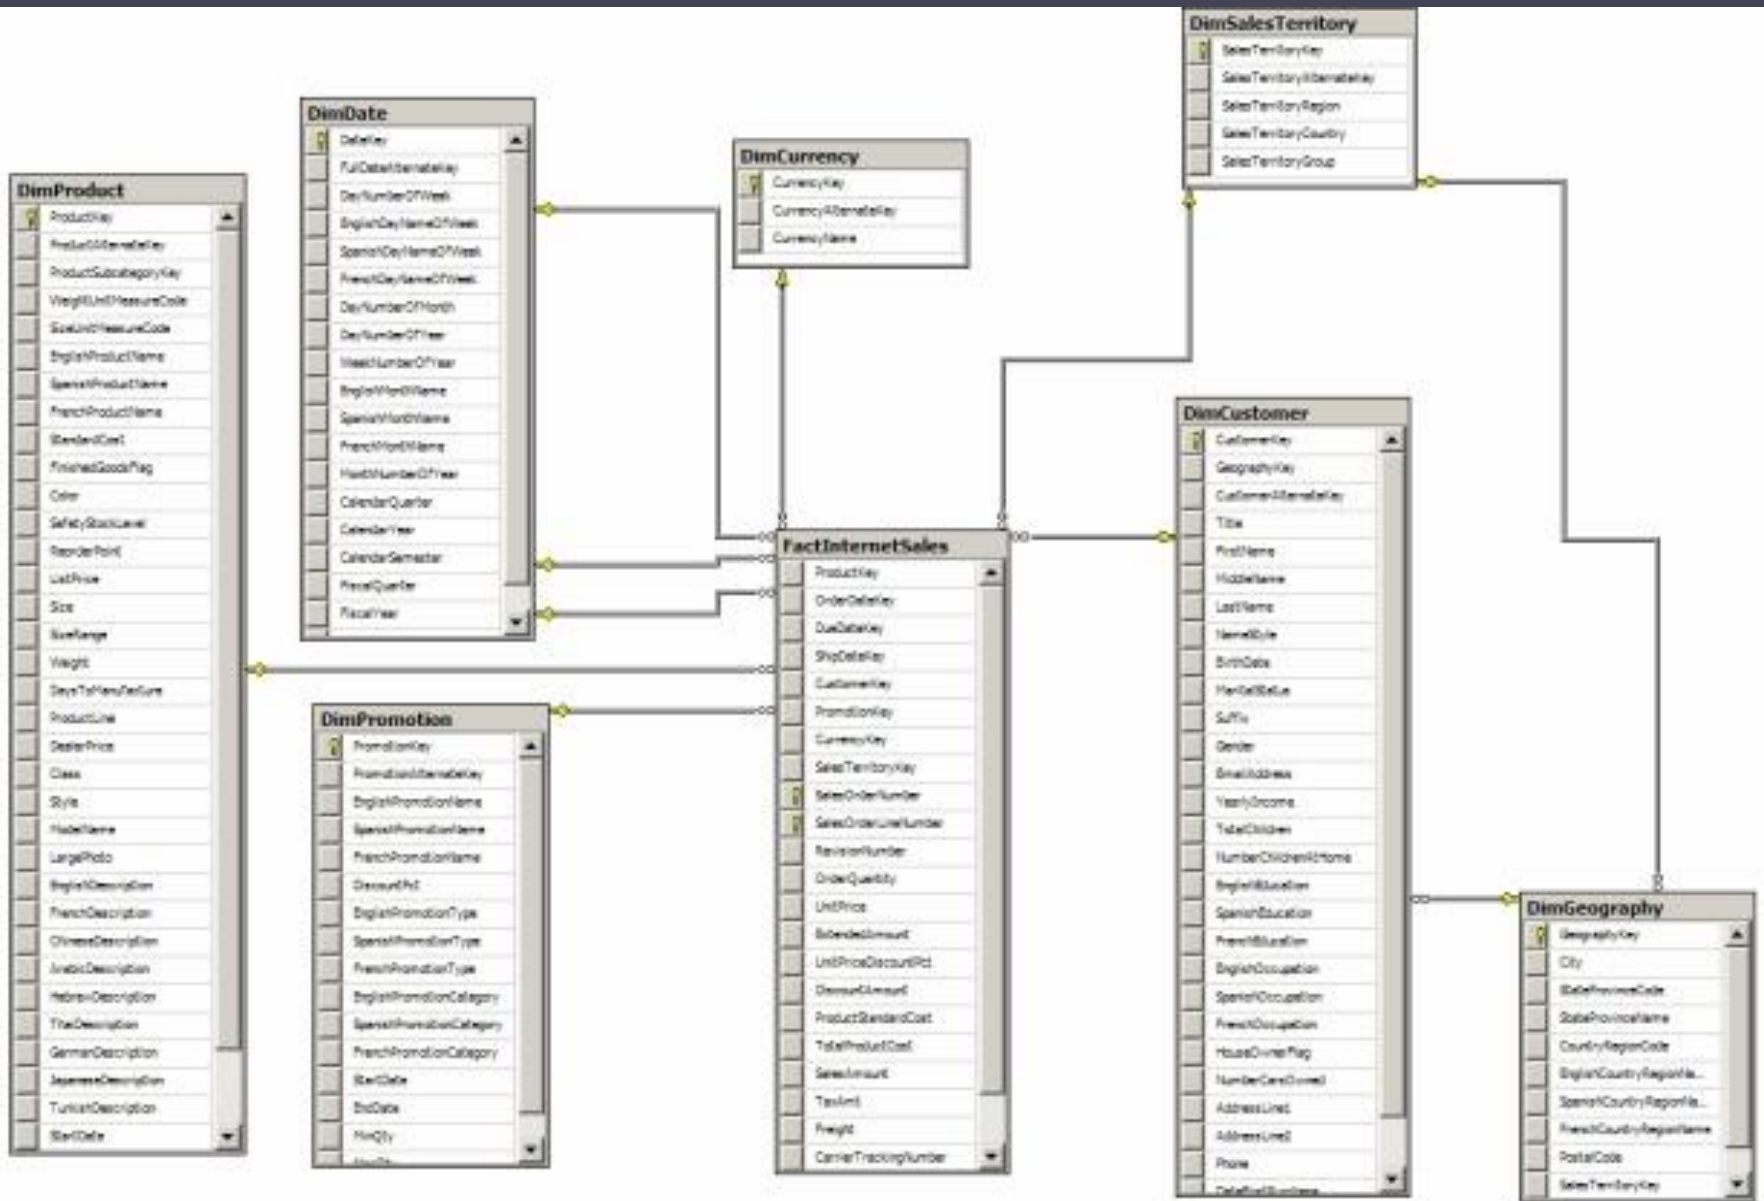 DimProduct
ProductKey
ProductAlternateKey
ProductSubcategoryKey
WeightUnitMeasureCode
SizeUnitMeasureCode
EnglishProductName
SpanishProductName
FrenchProductName
StandardCost
FinishedGoodsFlag
Color
SafetyStockLevel
ReorderPoint
ListPrice
Size
SizeRange
Weight
DaysToManufacture
ProductLine
DealerPrice
Class
Style
ModelName
LargePhoto
EnglishDescription
FrenchDescription
ChineseDescription
ArabicDescription
HebrewDescription
ThaiDescription
GermanDescription
JapaneseDescription
TurkishDescription
StartDate
DimDate
DateKey
FullDateAlternateKey
DayNumberOfWeek
EnglishDayNameOfWeek
SpanishDayNameOfWeek
FrenchDayNameOfWeek
DayNumberOfMonth
DayNumberOfYear
WeekNumberOfYear
EnglishMonthName
SpanishMonthName
FrenchMonthName
MonthNumberOfYear
CalendarQuarter
CalendarYear
CalendarSemester
FiscalQuarter
FiscalYear
DimPromotion
PromotionKey
PromotionAlternateKey
EnglishPromotionName
SpanishPromotionName
FrenchPromotionName
DiscountPct
EnglishPromotionType
SpanishPromotionType
FrenchPromotionType
EnglishPromotionCategory
SpanishPromotionCategory
FrenchPromotionCategory
StartDate
EndDate
MinQty
DimCurrency
CurrencyKey
CurrencyAlternateKey
CurrencyName
FactInternetSales
ProductKey
OrderDateKey
DueDateKey
ShipDateKey
CustomerKey
PromotionKey
CurrencyKey
SalesTerritoryKey
SalesOrderNumber
SalesOrderLineNumber
RevisionNumber
OrderQuantity
UnitPrice
ExtendedAmount
UnitPriceDiscountPct
DiscountAmount
ProductStandardCost
TotalProductCost
SalesAmount
TaxAmt
Freight
CarrierTrackingNumber
DimSalesTerritory
SalesTerritoryKey
SalesTerritoryAlternateKey
SalesTerritoryRegion
SalesTerritoryCountry
SalesTerritoryGroup
DimCustomer
CustomerKey
GeographyKey
CustomerAlternateKey
Title
FirstName
MiddleName
LastName
NameStyle
BirthDate
MaritalStatus
Suffix
Gender
EmailAddress
YearlyIncome
TotalChildren
NumberChildrenAtHome
EnglishEducation
SpanishEducation
FrenchEducation
EnglishOccupation
SpanishOccupation
FrenchOccupation
HouseOwnerFlag
NumberCarsOwned
AddressLine1
AddressLine2
Phone
DimGeography
GeographyKey
City
StateProvinceCode
StateProvinceName
CountryRegionCode
EnglishCountryRegionNa...
SpanishCountryRegionNa...
FrenchCountryRegionName
PostalCode
SalesTerritoryKey